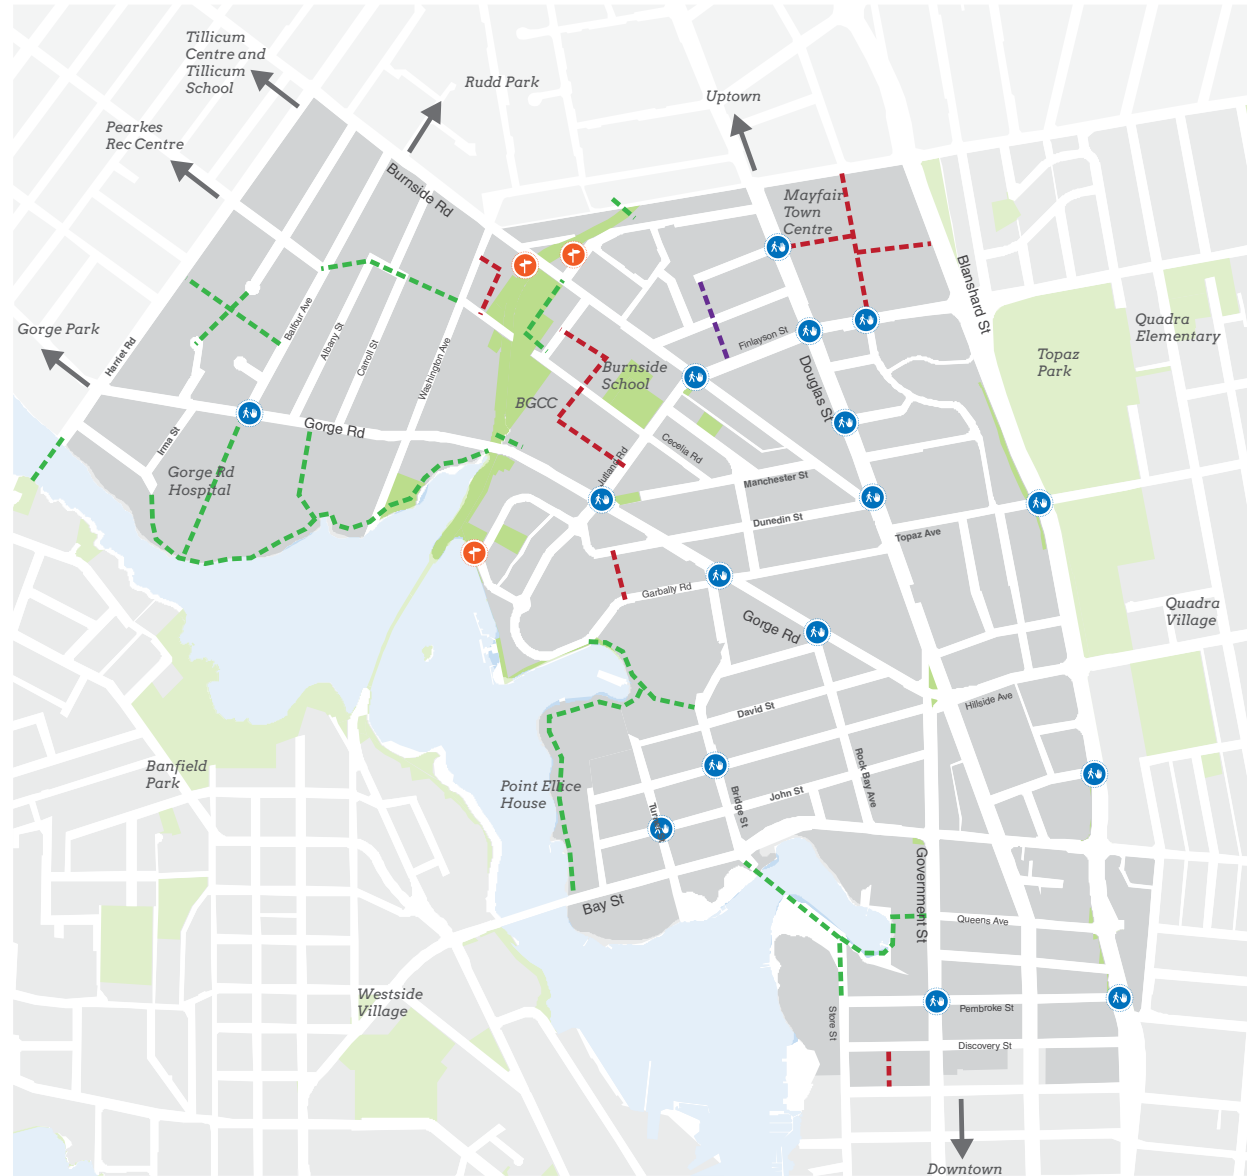 Tillicum
Centre and
Tillicum
School
Rudd Park
Uptown
Pearkes
Rec Centre
Burnside Rd
Mayfair
Town
Centre
Blanshard St
Gorge Park
Harriet Rd
Balfour Ave
Albany St
Carroll St
Washington Ave
Finlayson St
Douglas St
Topaz
Park
Quadra
Elementary
Burnside
School
BGCC
Gorge Rd
Irma St
Gorge Rd
Hospital
Jutland Rd
Cecelia Rd
Manchester St
Dunedin St
Topaz Ave
Garbally Rd
Gorge Rd
Quadra
Village
Hillside Ave
David St
Banfield
Park
Point Ellice
House
Rock Bay Ave
Bridge St
John St
Bay St
Government St
Queens Ave
Westside
Village
Store St
Pembroke St
Discovery St
Downtown